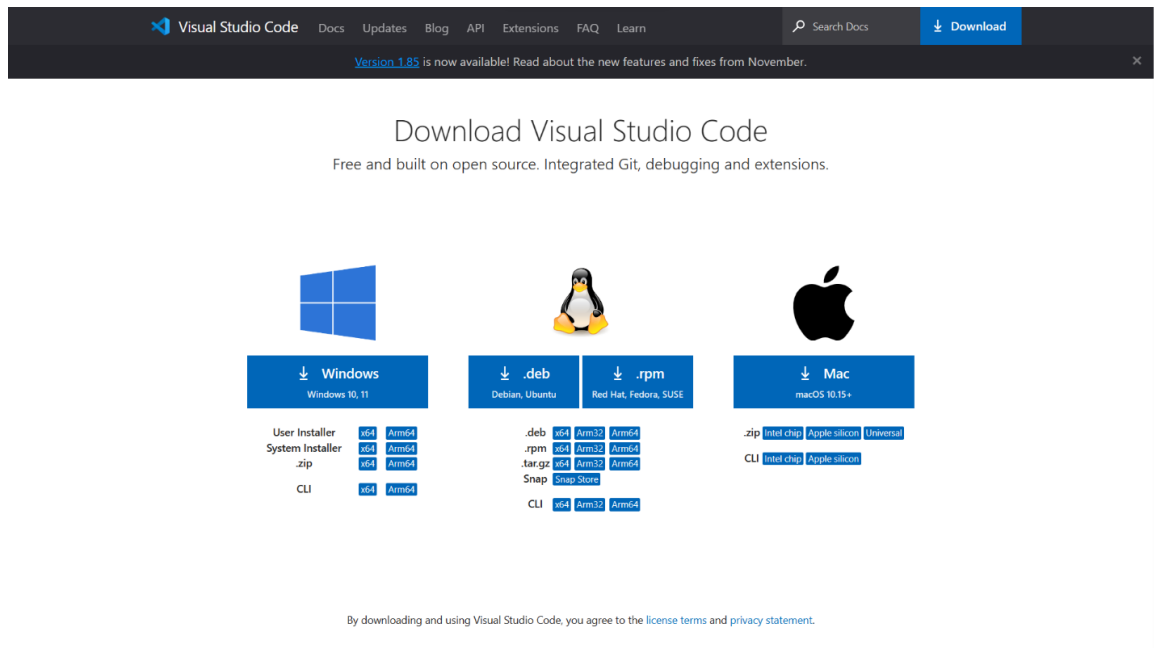 Visual Studio Code Docs Updates Blog API Extensions FAQ Learn Search Docs Download
Version 1.85 is now available! Read about the new features and fixes from November. ×
Download Visual Studio Code
Free and built on open source. Integrated Git, debugging and extensions.
Windows
Windows 10, 11
User Installer x64 Arm64
System Installer x64 Arm64
.zip x64 Arm64
CLI x64 Arm64
.deb
Debian, Ubuntu
.rpm
Red Hat, Fedora, SUSE
.deb x64 Arm32 Arm64
.rpm x64 Arm32 Arm64
.tar.gz x64 Arm32 Arm64
Snap Snap Store
CLI x64 Arm32 Arm64
Mac
macOS 10.15+
.zip Intel chip Apple silicon Universal
CLI Intel chip Apple silicon
By downloading and using Visual Studio Code, you agree to the license terms and privacy statement.